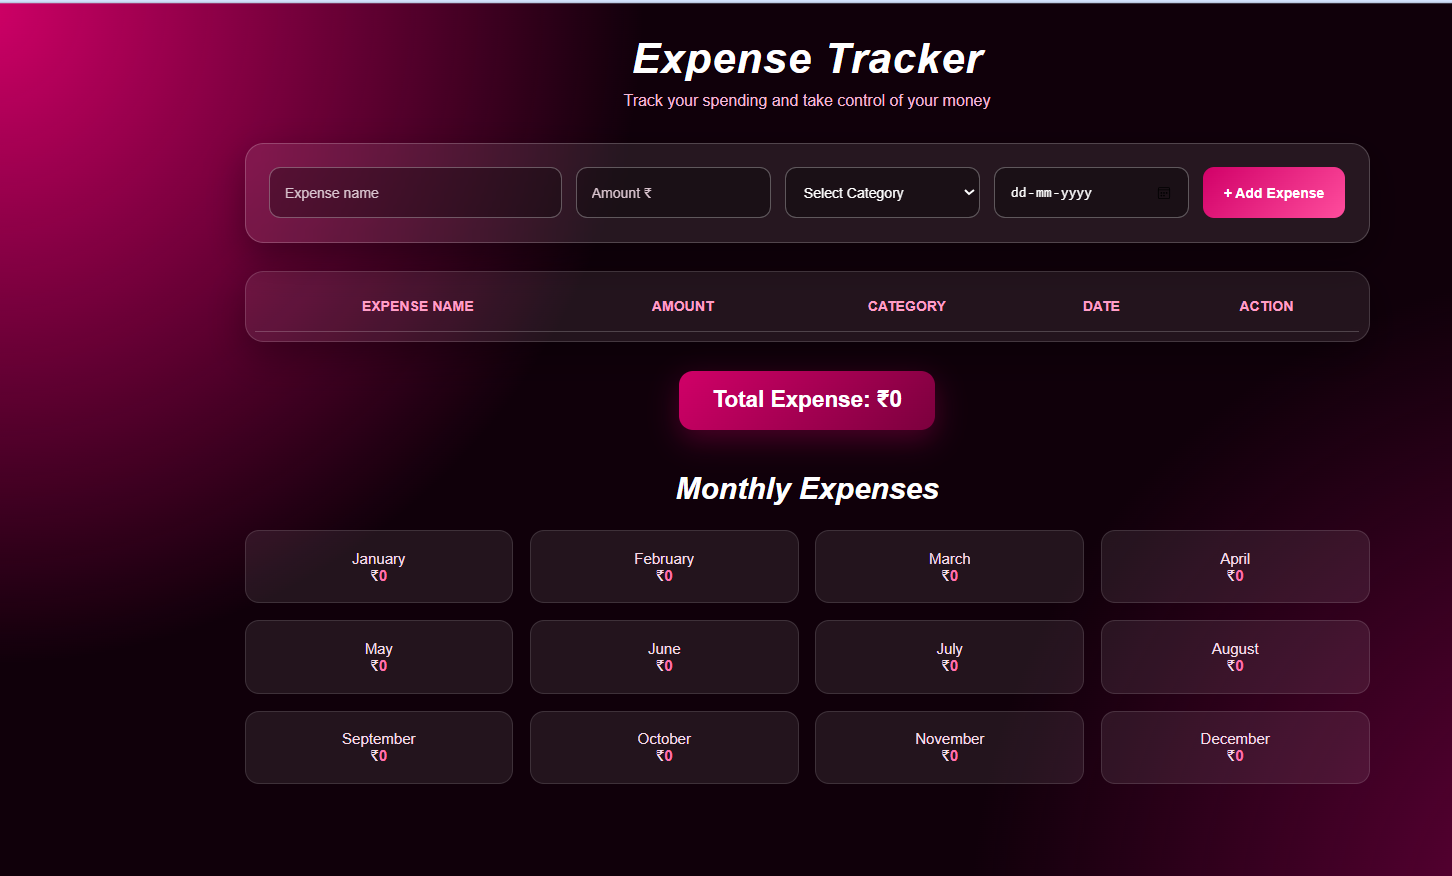 Expense Tracker
Track your spending and take control of your money
Expense name Amount ₹ Select Category dd-mm-yyyy + Add Expense
EXPENSE NAME AMOUNT CATEGORY DATE ACTION
Total Expense: ₹0
Monthly Expenses
January February March April
₹0 ₹0 ₹0 ₹0
May June July August
₹0 ₹0 ₹0 ₹0
September October November December
₹0 ₹0 ₹0 ₹0